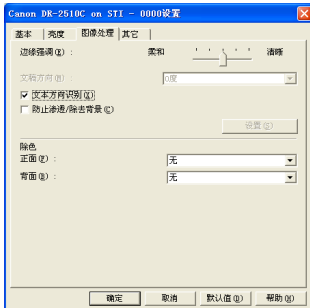 Canon DR-2510C on STI - 0000设置
基本 亮度 图像处理 其它
边缘强调(E): 柔和 清晰
文稿方向(N): 0度
文本方向识别(X)
防止渗透/除去背景(C)
设置(S)
除色
正面(F): 无
背面(B): 无
确定 取消 默认值(D) 帮助(H)